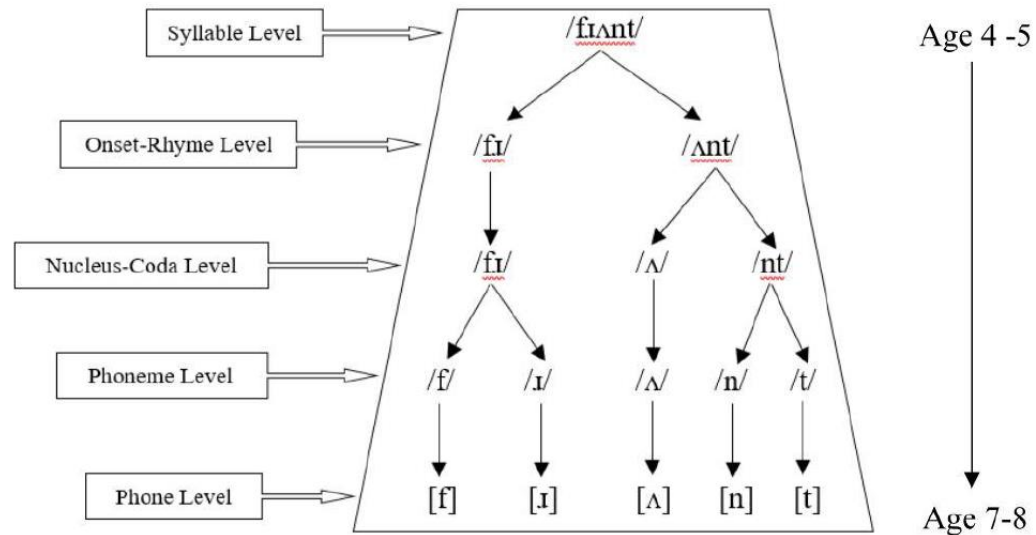 Syllable Level /fɹʌnt/ Age 4 -5
Onset-Rhyme Level /fɹ/ /ʌnt/
Nucleus-Coda Level /fɹ/ /ʌ/ /nt/
Phoneme Level /f/ /ɹ/ /ʌ/ /n/ /t/
Phone Level [f] [ɹ] [ʌ] [n] [t]
Age 7-8